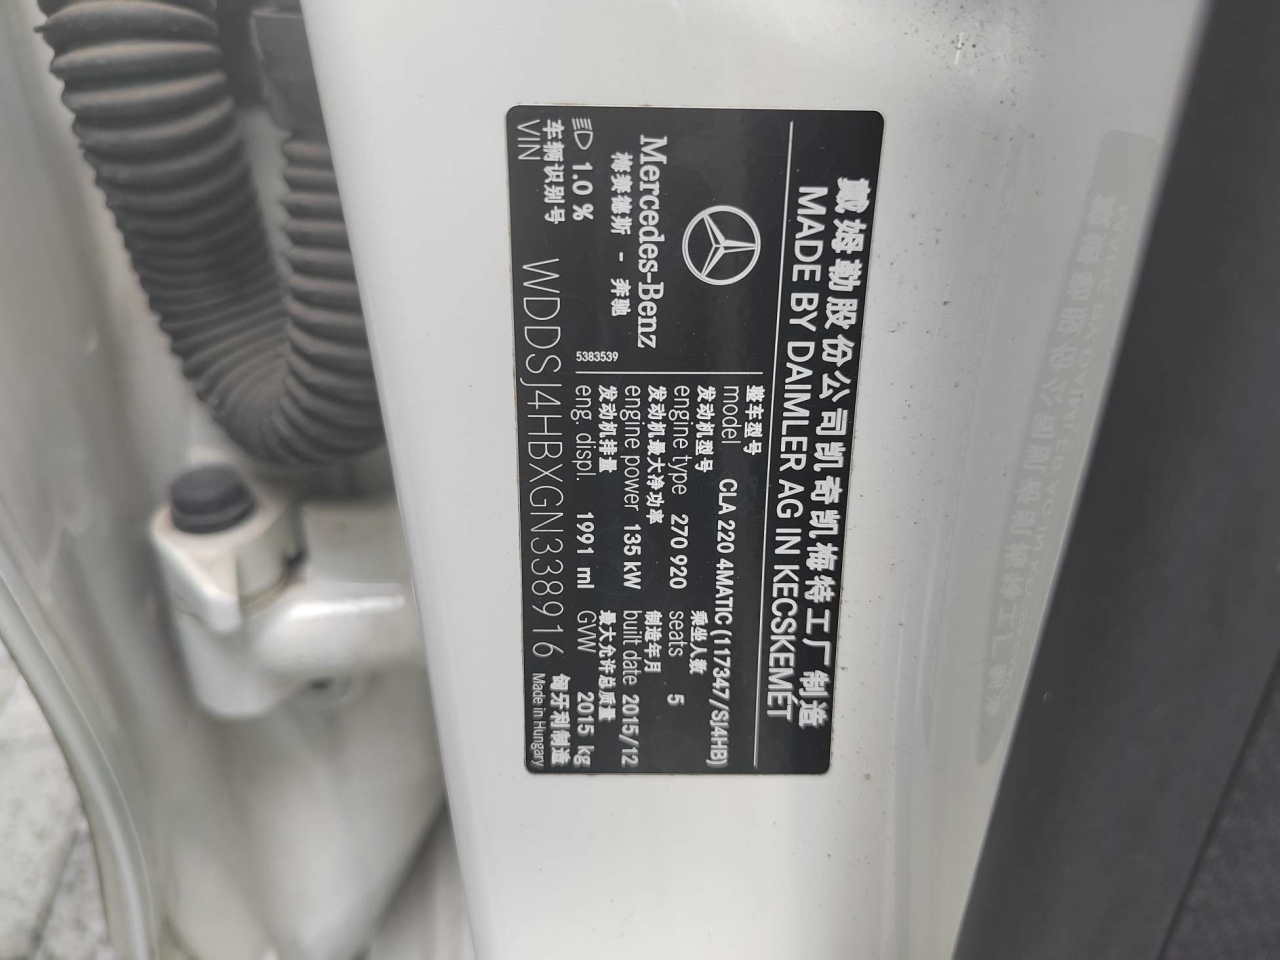 戴姆勒股份公司凯奇凯梅特工厂制造
MADE BY DAIMLER AG IN KECSKEMÉT
Mercedes-Benz
梅赛德斯 - 奔驰
1.0 %
5383539
整车型号
model CLA 220 4MATIC (117347/SJ4HB)
发动机型号 乘坐人数
engine type 270 920 seats 5
发动机最大净功率 制造年月
engine power 135 kW built date 2015/12
发动机排量 最大允许总质量
eng. displ. 1991 ml GVW 2015 kg
车辆识别号 匈牙利制造
VIN WDDSJ4HBXGN338916 Made in Hungary